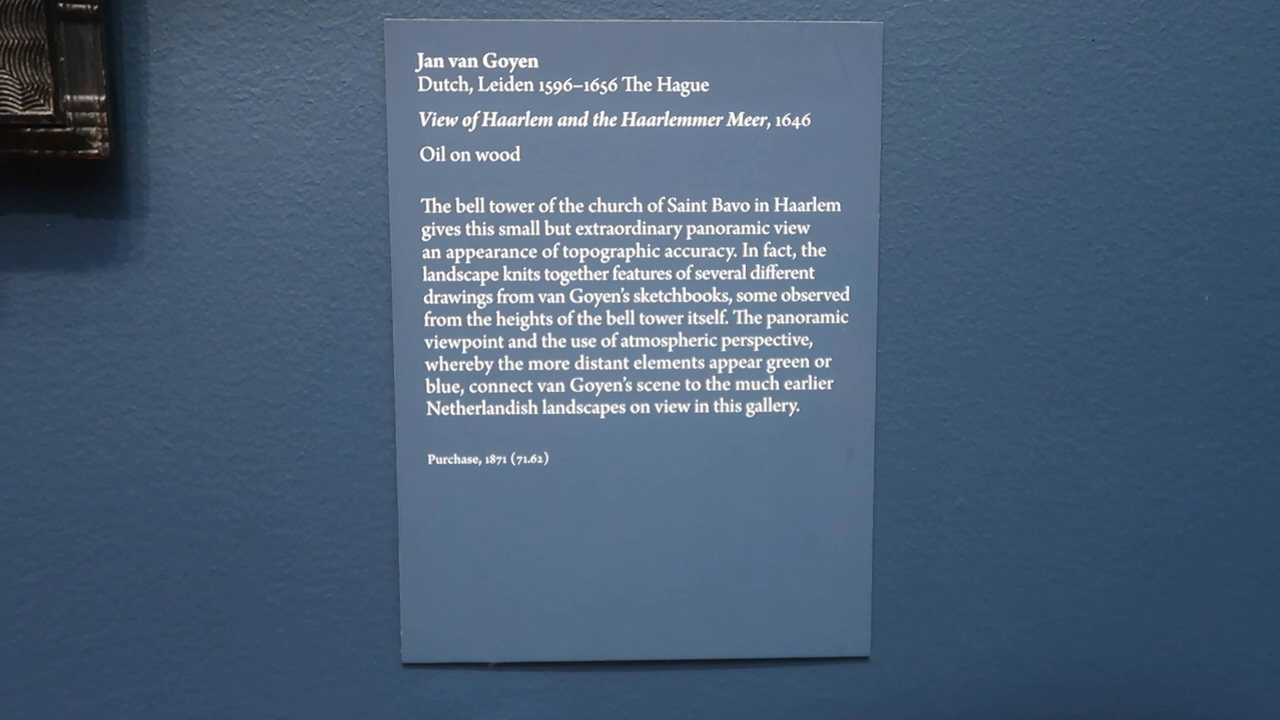 Jan van Goyen
Dutch, Leiden 1596–1656 The Hague
View of Haarlem and the Haarlemmer Meer, 1646
Oil on wood
The bell tower of the church of Saint Bavo in Haarlem
gives this small but extraordinary panoramic view
an appearance of topographic accuracy. In fact, the
landscape knits together features of several different
drawings from van Goyen's sketchbooks, some observed
from the heights of the bell tower itself. The panoramic
viewpoint and the use of atmospheric perspective,
whereby the more distant elements appear green or
blue, connect van Goyen's scene to the much earlier
Netherlandish landscapes on view in this gallery.
Purchase, 1871 (71.62)